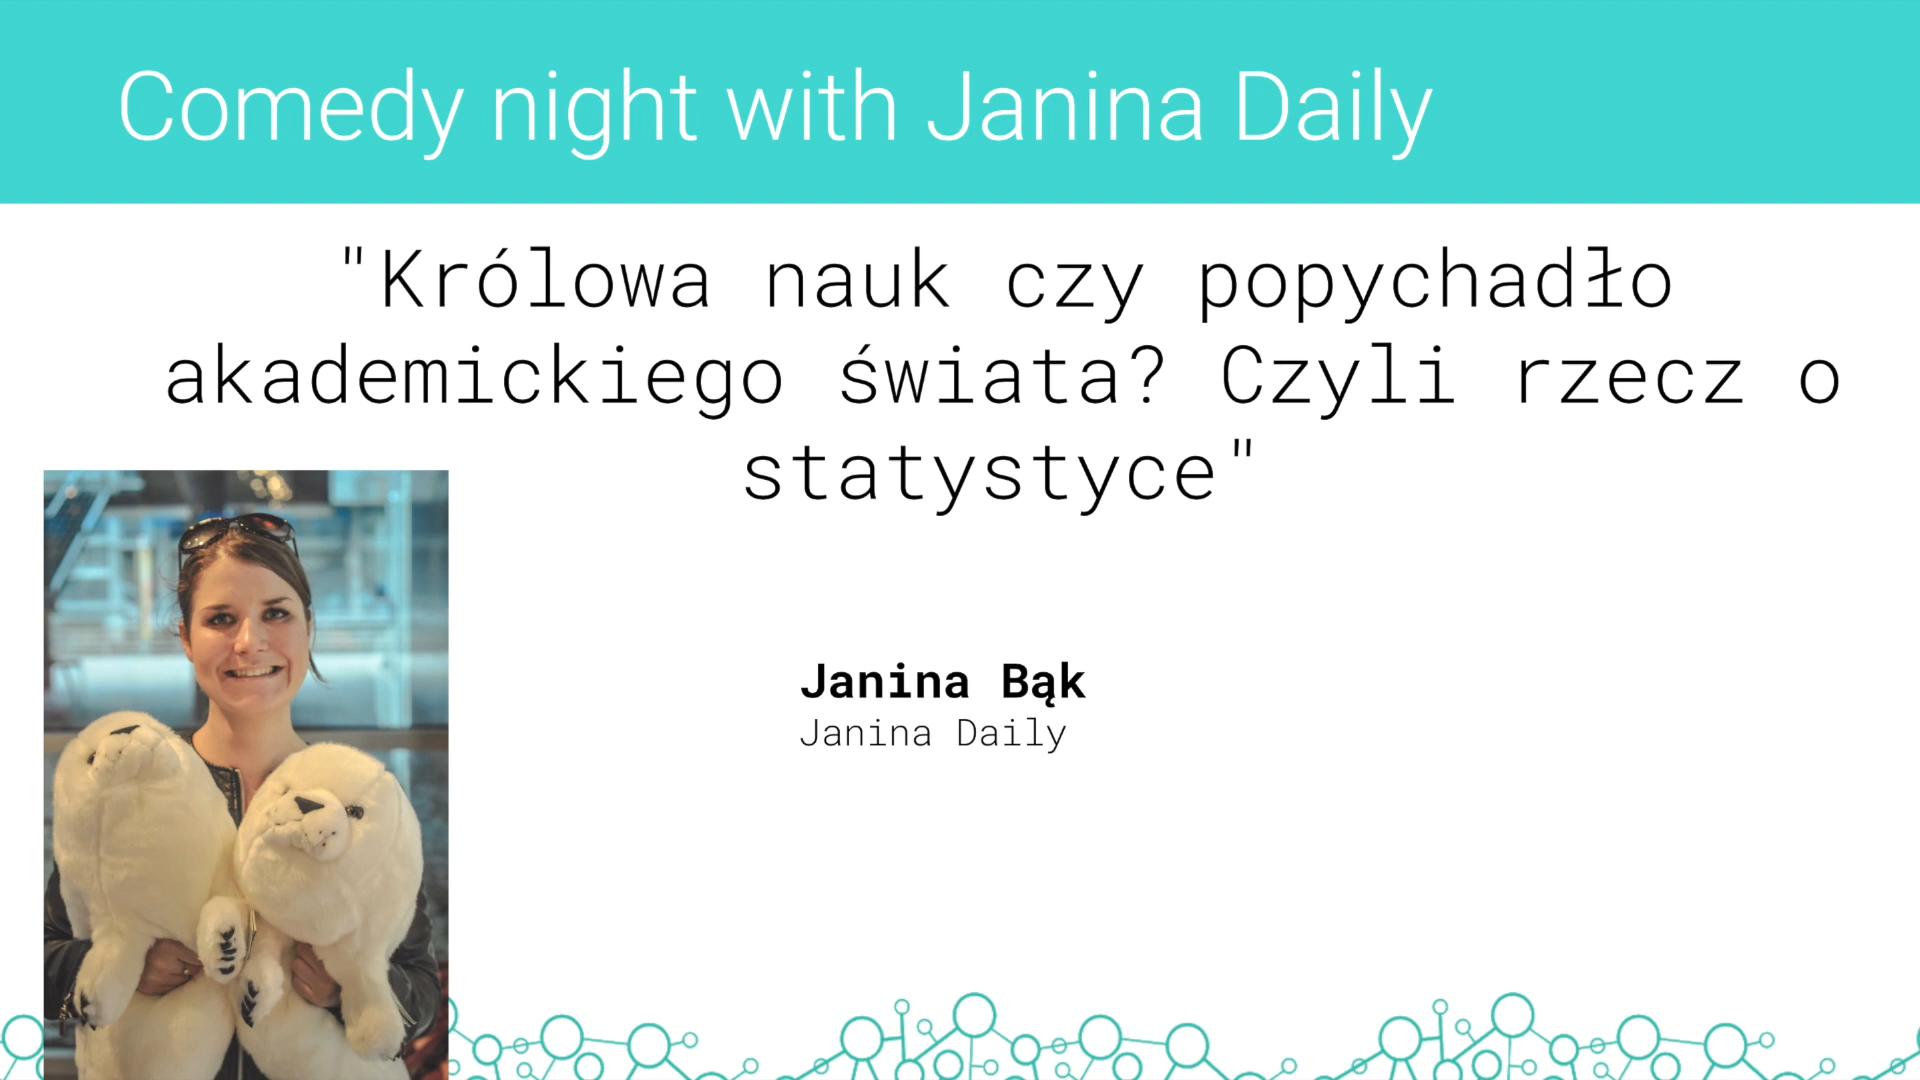 Comedy night with Janina Daily
"Królowa nauk czy popychadło
akademickiego świata? Czyli rzecz o
statystyce"
Janina Bąk
Janina Daily